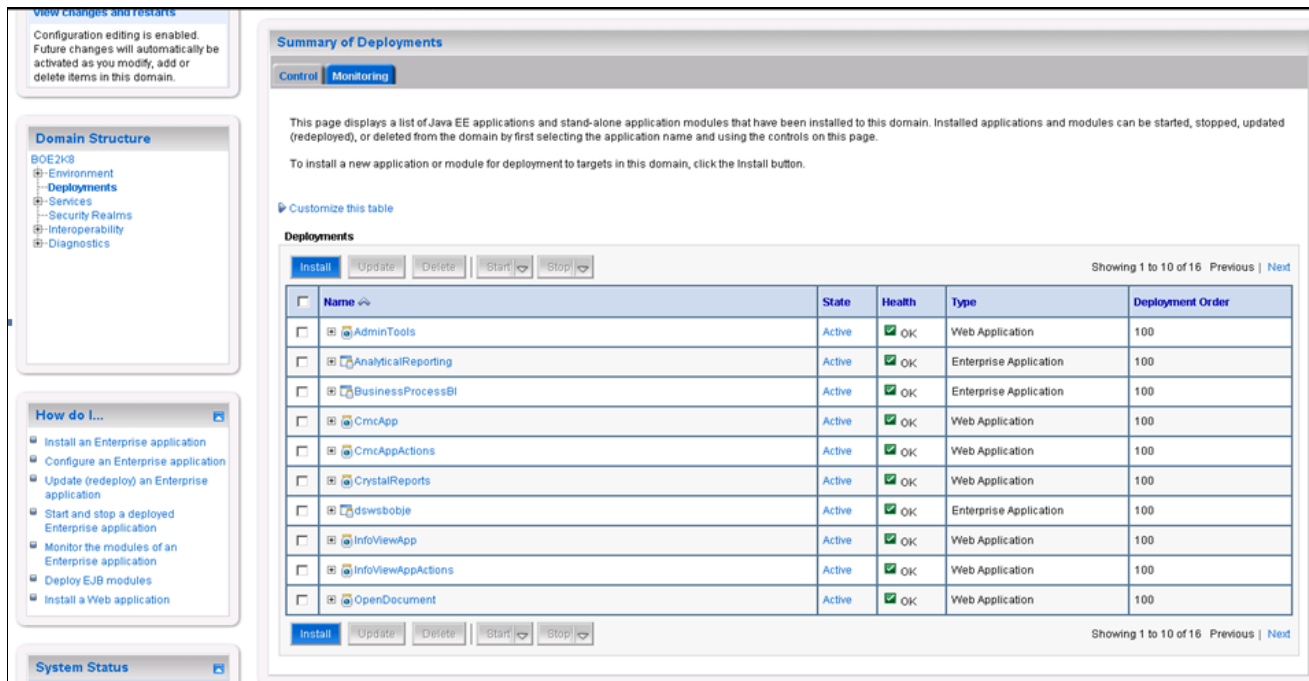 View changes and restarts
Configuration editing is enabled.
Future changes will automatically be
activated as you modify, add or
delete items in this domain.
Domain Structure
BOE2K8
Environment
Deployments
Services
Security Realms
Interoperability
Diagnostics
How do I...
Install an Enterprise application
Configure an Enterprise application
Update (redeploy) an Enterprise
application
Start and stop a deployed
Enterprise application
Monitor the modules of an
Enterprise application
Deploy EJB modules
Install a Web application
System Status
Summary of Deployments
Control Monitoring
This page displays a list of Java EE applications and stand-alone application modules that have been installed to this domain. Installed applications and modules can be started, stopped, updated
(redeployed), or deleted from the domain by first selecting the application name and using the controls on this page.
To install a new application or module for deployment to targets in this domain, click the Install button.
Customize this table
Deployments
Install Update Delete Start Stop Showing 1 to 10 of 16 Previous | Next
Name State Health Type Deployment Order
AdminTools Active OK Web Application 100
AnalyticalReporting Active OK Enterprise Application 100
BusinessProcessBI Active OK Enterprise Application 100
CmcApp Active OK Web Application 100
CmcAppActions Active OK Web Application 100
CrystalReports Active OK Web Application 100
dswsbobje Active OK Enterprise Application 100
InfoViewApp Active OK Web Application 100
InfoViewAppActions Active OK Web Application 100
OpenDocument Active OK Web Application 100
Install Update Delete Start Stop Showing 1 to 10 of 16 Previous | Next